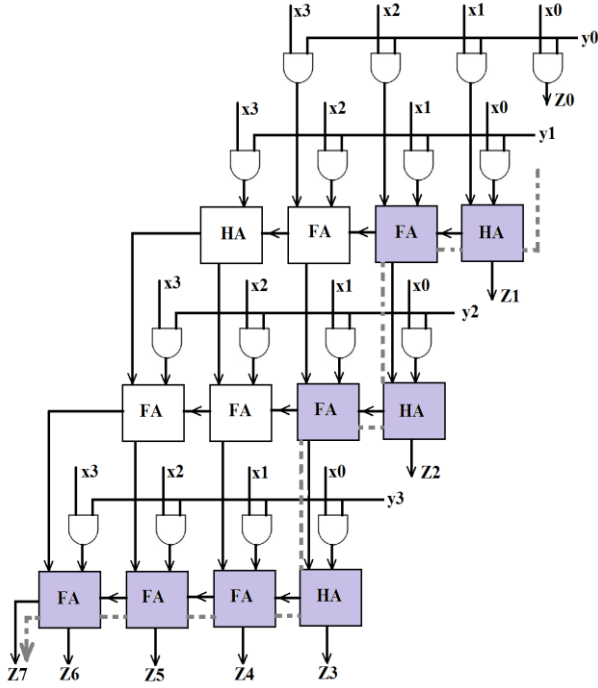 x3 x2 x1 x0
y0
Z0
x3 x2 x1 x0
y1
HA FA FA HA
Z1
x3 x2 x1 x0
y2
FA FA FA HA
Z2
x3 x2 x1 x0
y3
FA FA FA HA
Z7 Z6 Z5 Z4 Z3